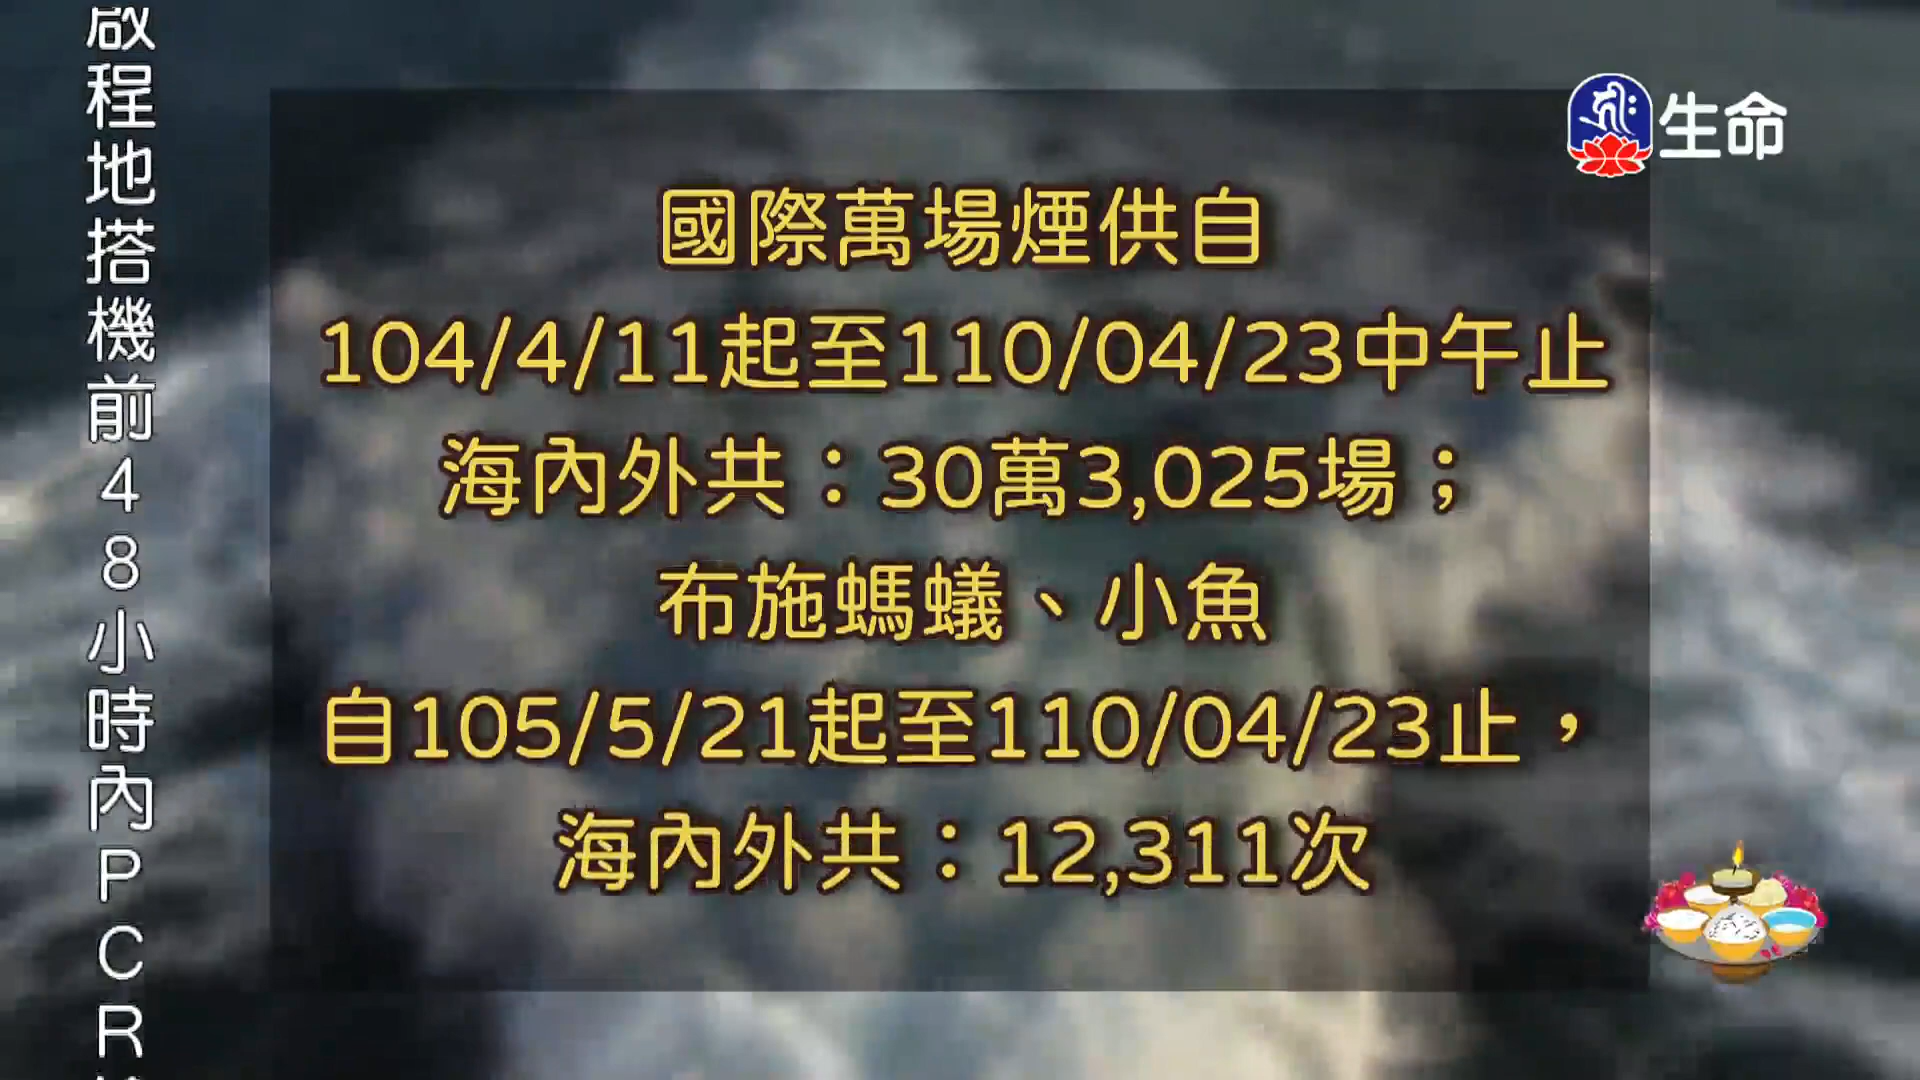 啟程地搭機前48小時內PCR
生命
國際萬場煙供自
104/4/11起至110/04/23中午止
海內外共：30萬3,025場；
布施螞蟻、小魚
自105/5/21起至110/04/23止，
海內外共：12,311次